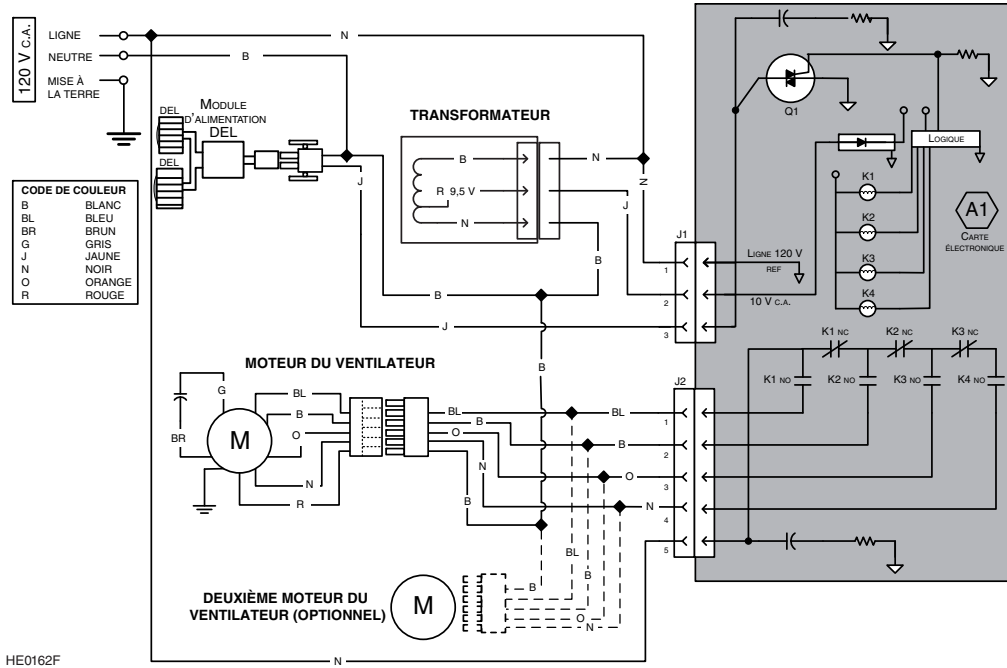 120 V C.A.
LIGNE
NEUTRE
MISE À
LA TERRE
N
B
DEL
MODULE
D'ALIMENTATION
DEL
DEL
J
TRANSFORMATEUR
B
R 9,5 V
N
N
J
B
N
CODE DE COULEUR
B BLANC
BL BLEU
BR BRUN
G GRIS
J JAUNE
N NOIR
O ORANGE
R ROUGE
B
J
B
Q1
LOGIQUE
K1
K2
K3
K4
A1
CARTE
ÉLECTRONIQUE
J1
1
2
3
LIGNE 120 V
REF
10 V C.A.
K1 NC
K2 NC
K3 NC
K1 NO
K2 NO
K3 NO
K4 NO
MOTEUR DU VENTILATEUR
G
BR
M
BL
B
O
N
R
BL
B
O
N
B
BL
B
O
N
J2
1
2
3
4
5
BL
B
DEUXIÈME MOTEUR DU
VENTILATEUR (OPTIONNEL)
M
B
BL
O
N
N
HE0162F